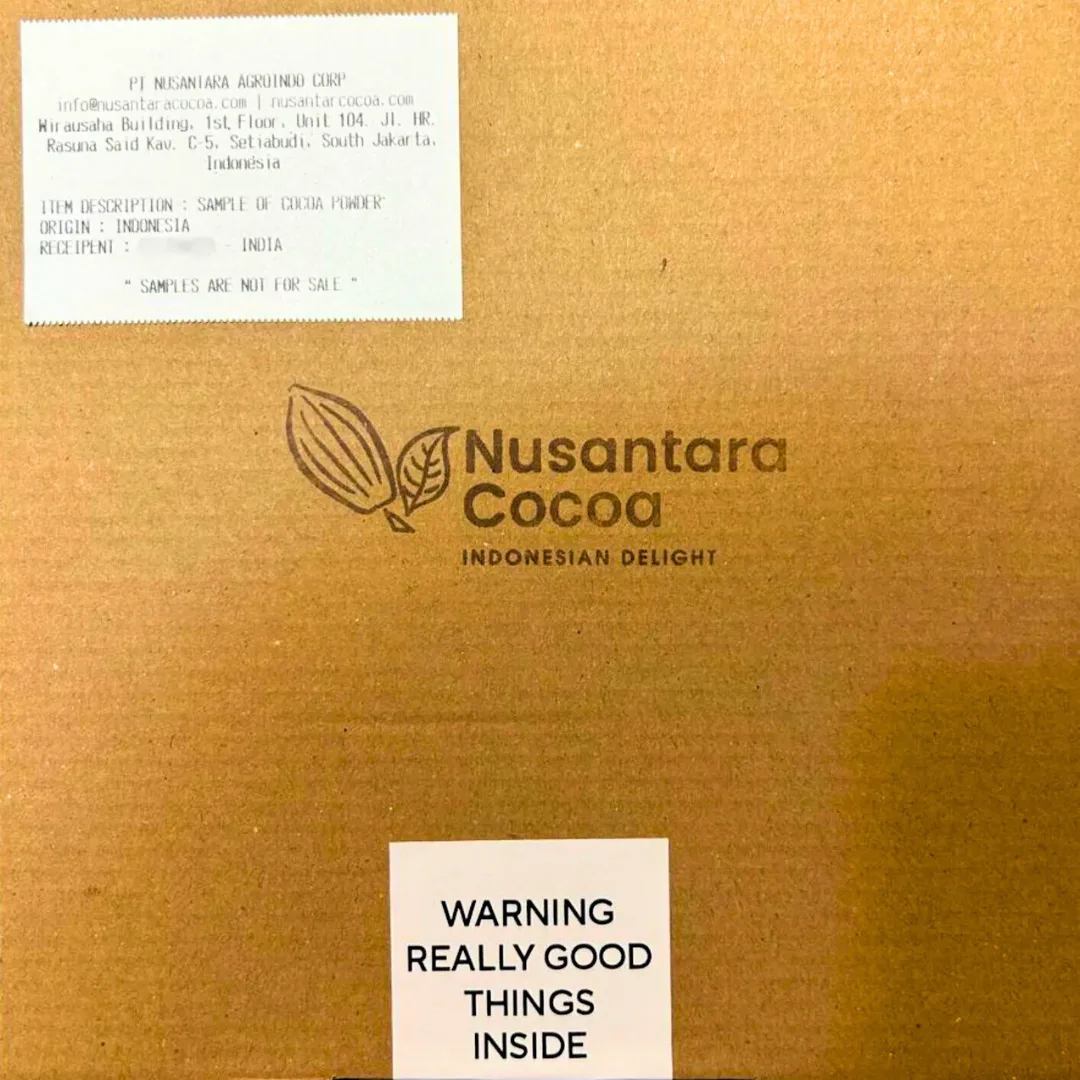 PT NUSANTARA AGROINDO CORP
info@nusantaracocoa.com | nusantarcocoa.com
Wirausaha Building, 1st Floor, Unit 104. Jl. HR.
Rasuna Said Kav. C-5, Setiabudi, South Jakarta,
Indonesia
ITEM DESCRIPTION : SAMPLE OF COCOA POWDER
ORIGIN : INDONESIA
RECEIPENT : - INDIA
" SAMPLES ARE NOT FOR SALE "
Nusantara
Cocoa
INDONESIAN DELIGHT
WARNING
REALLY GOOD
THINGS
INSIDE